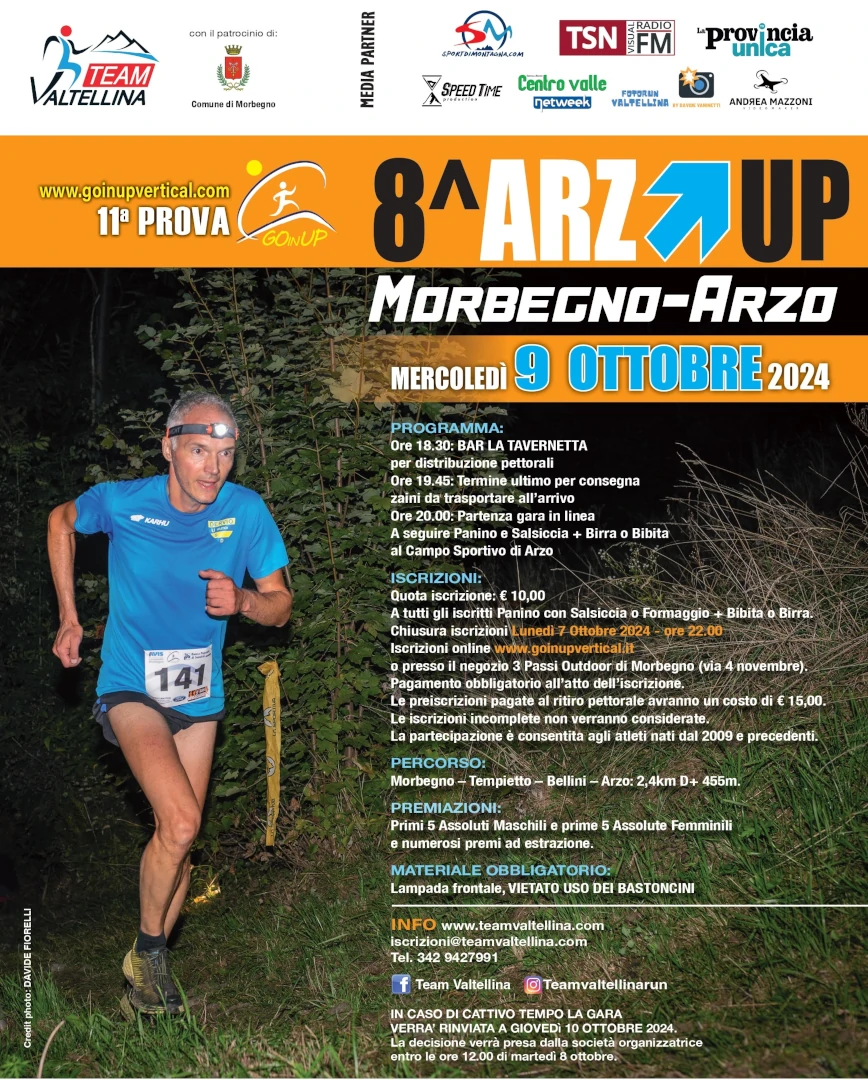 TEAM
VALTELLINA
con il patrocinio di:
Comune di Morbegno
MEDIA PARTNER
SPORTDIMONTAGNA.COM
TSN VISUAL RADIO FM
La provincia
unica
SPEED TIME
production
Centro valle
netweek
FOTORUN
VALTELLINA
BY DAVIDE VANINETTI
ANDREA MAZZONI
www.goinupvertical.com
11ª PROVA
GO IN UP
8^ARZ UP
MORBEGNO-ARZO
MERCOLEDÌ 9 OTTOBRE 2024
PROGRAMMA:
Ore 18.30: BAR LA TAVERNETTA
per distribuzione pettorali
Ore 19.45: Termine ultimo per consegna
zaini da trasportare all'arrivo
Ore 20.00: Partenza gara in linea
A seguire Panino e Salsiccia + Birra o Bibita
al Campo Sportivo di Arzo
ISCRIZIONI:
Quota iscrizione: € 10,00
A tutti gli iscritti Panino con Salsiccia o Formaggio + Bibita o Birra.
Chiusura iscrizioni Lunedì 7 Ottobre 2024 - ore 22.00
Iscrizioni online www.goinupvertical.it
o presso il negozio 3 Passi Outdoor di Morbegno (via 4 novembre).
Pagamento obbligatorio all'atto dell'iscrizione.
Le preiscrizioni pagate al ritiro pettorale avranno un costo di € 15,00.
Le iscrizioni incomplete non verranno considerate.
La partecipazione è consentita agli atleti nati dal 2009 e precedenti.
PERCORSO:
Morbegno – Tempietto – Bellini – Arzo: 2,4km D+ 455m.
PREMIAZIONI:
Primi 5 Assoluti Maschili e prime 5 Assolute Femminili
e numerosi premi ad estrazione.
MATERIALE OBBLIGATORIO:
Lampada frontale, VIETATO USO DEI BASTONCINI
INFO www.teamvaltellina.com
iscrizioni@teamvaltellina.com
Tel. 342 9427991
Team Valtellina Teamvaltellinarun
IN CASO DI CATTIVO TEMPO LA GARA
VERRA' RINVIATA A GIOVEDÌ 10 OTTOBRE 2024.
La decisione verrà presa dalla società organizzatrice
entro le ore 12.00 di martedì 8 ottobre.
KARHU
AVIS
141
Credit photo: DAVIDE FIORELLI